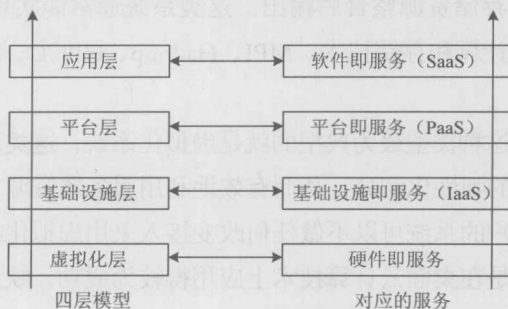 应用层 软件即服务(SaaS)
平台层 平台即服务(PaaS)
基础设施层 基础设施即服务(IaaS)
虚拟化层 硬件即服务
四层模型 对应的服务